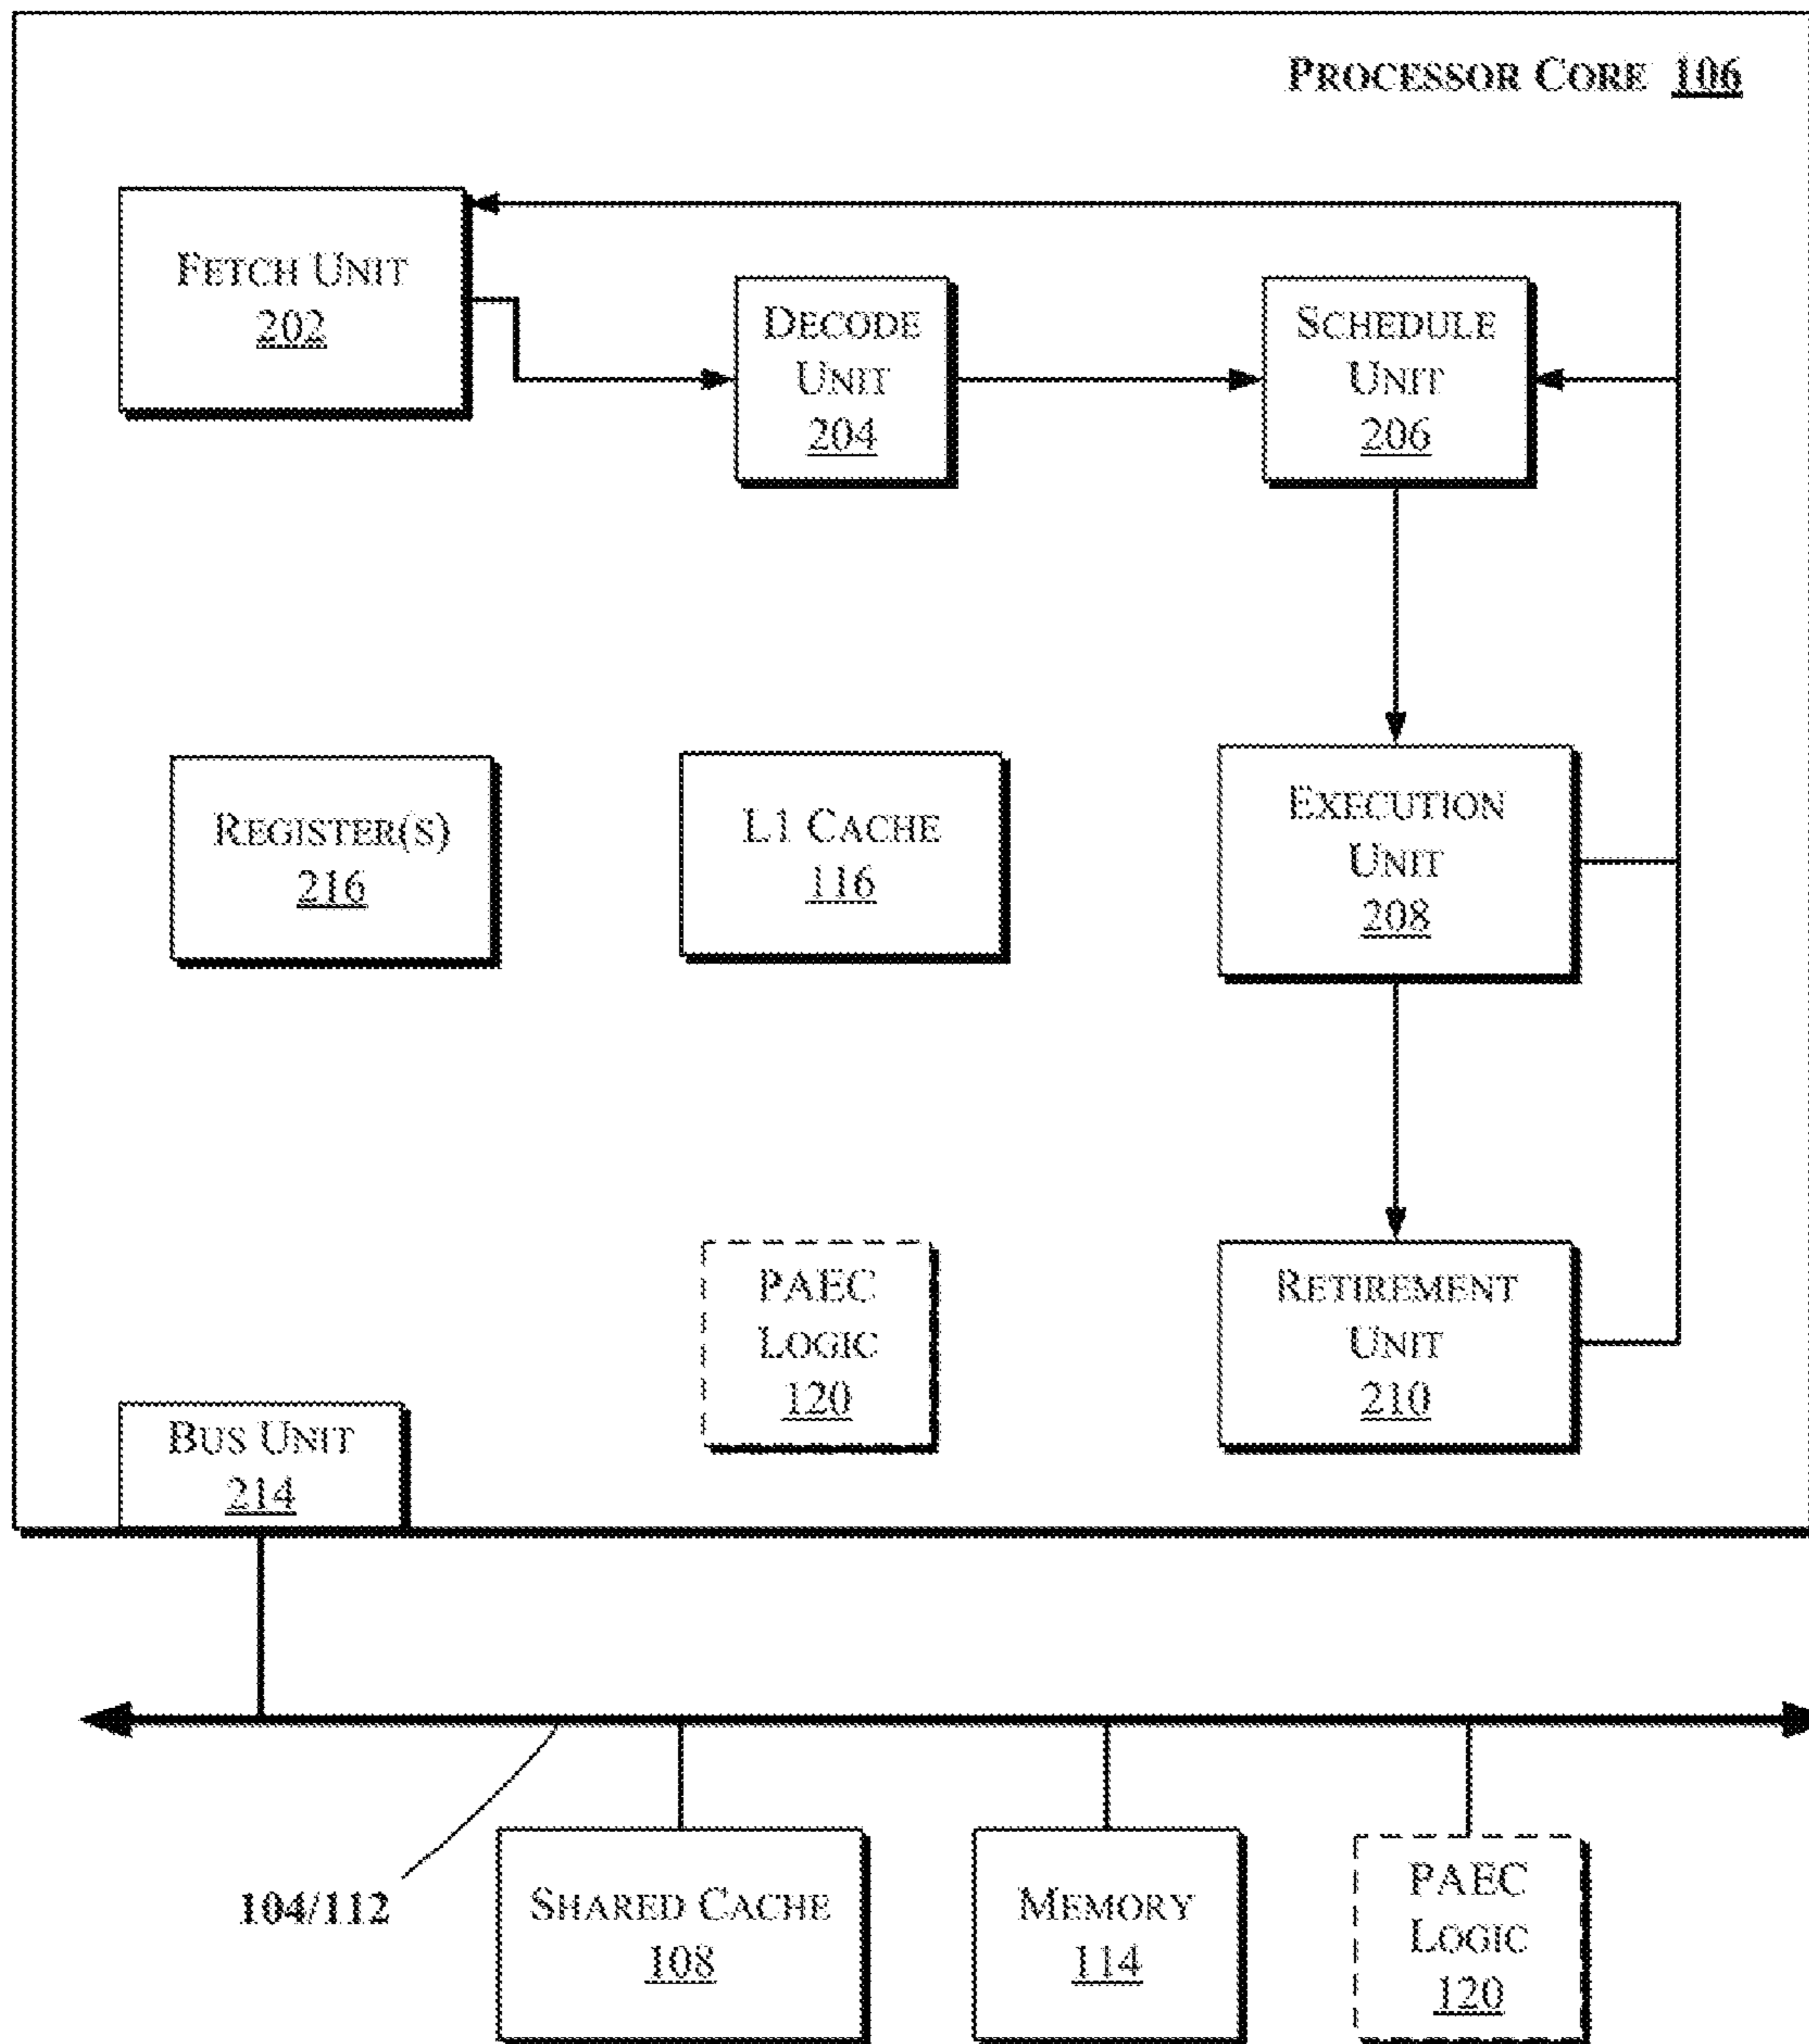 PROCESSOR CORE 106
FETCH UNIT
202
DECODE
UNIT
204
SCHEDULE
UNIT
206
REGISTER(S)
216
L1 CACHE
116
EXECUTION
UNIT
208
PAEC
LOGIC
120
RETIREMENT
UNIT
210
BUS UNIT
214
104/112
SHARED CACHE
108
MEMORY
114
PAEC
LOGIC
120